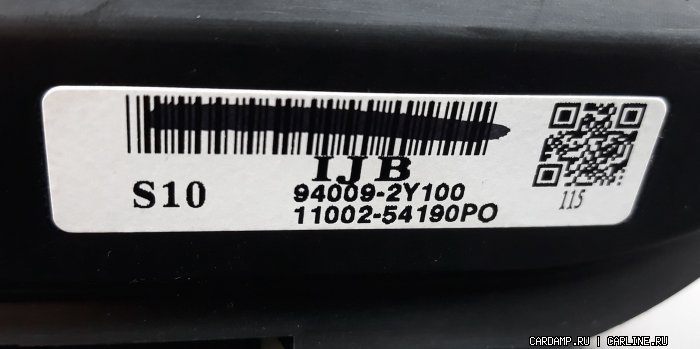 IJB
S10
94009-2Y100
11002-54190PO
115
CARDAMP.RU | CARLINE.RU